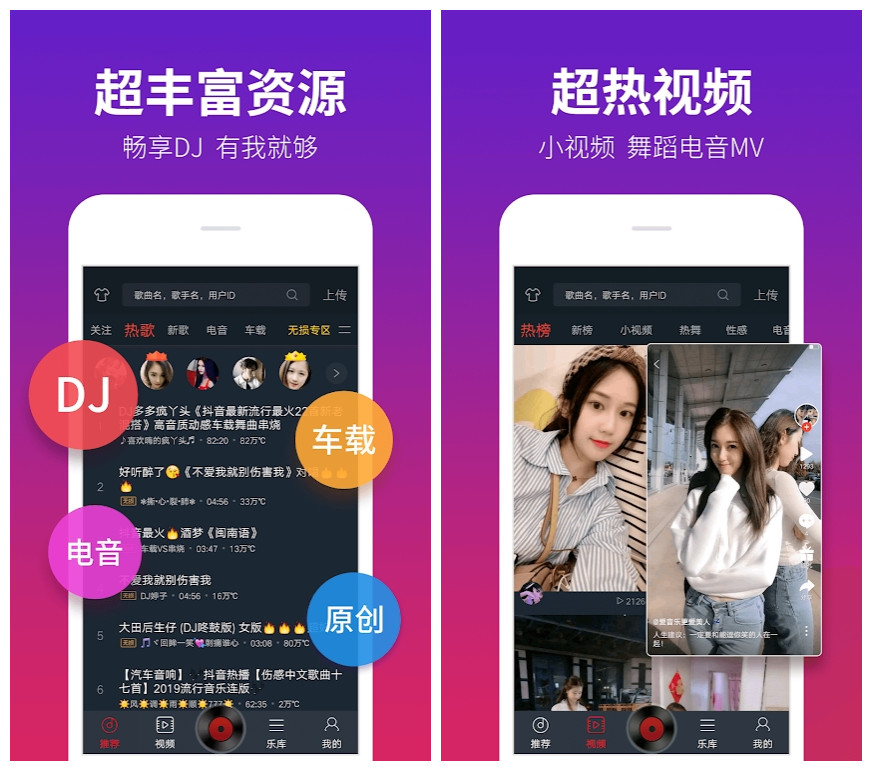 超丰富资源
畅享DJ 有我就够
歌曲名，歌手名，用户ID
上传
关注 热歌 新歌 电音 车载 无损专区
DJ
DJ多多疯丫头《抖音最新流行最火22首新老
搭》高音质动感车载舞曲串烧
♪喜欢嗨的疯丫头♬ · 82:20 · 82万℃
车载
2
好听醉了😘《不爱我就别伤害我》对🔥🔥
🔥
无损 ❄撕•心•裂•肺❄ · 04:56 · 33万℃
音最火🔥酒梦《闽南语》
车载VS串烧 · 03:47 · 13万℃
电音
不爱我就别伤害我
无损 DJ婷子 · 04:56 · 16万℃
原创
5
大田后生仔 (DJ咚鼓版) 女版🔥🔥🔥
无损 🎵ヾ回眸一笑💘刺痛谁心 · 03:08 · 80万℃
6
【汽车音响】 抖音热播【伤感中文歌曲十
七首】2019流行音乐连版
☀风☀调☀雨☀顺☀777☀ · 62:35 · 2万℃
推荐 视频 乐库 我的
超热视频
小视频 舞蹈电音MV
歌曲名，歌手名，用户ID
上传
热榜 新榜 小视频 热舞 性感 电音
1293
2126
@爱音乐更爱美人
人生建议：一定要和能逗你笑的人在一
起！
推荐 视频 乐库 我的